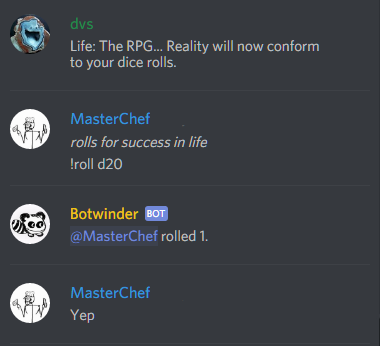 dvs
Life: The RPG... Reality will now conform
to your dice rolls.
MasterChef
rolls for success in life
!roll d20
Botwinder BOT
@MasterChef rolled 1.
MasterChef
Yep